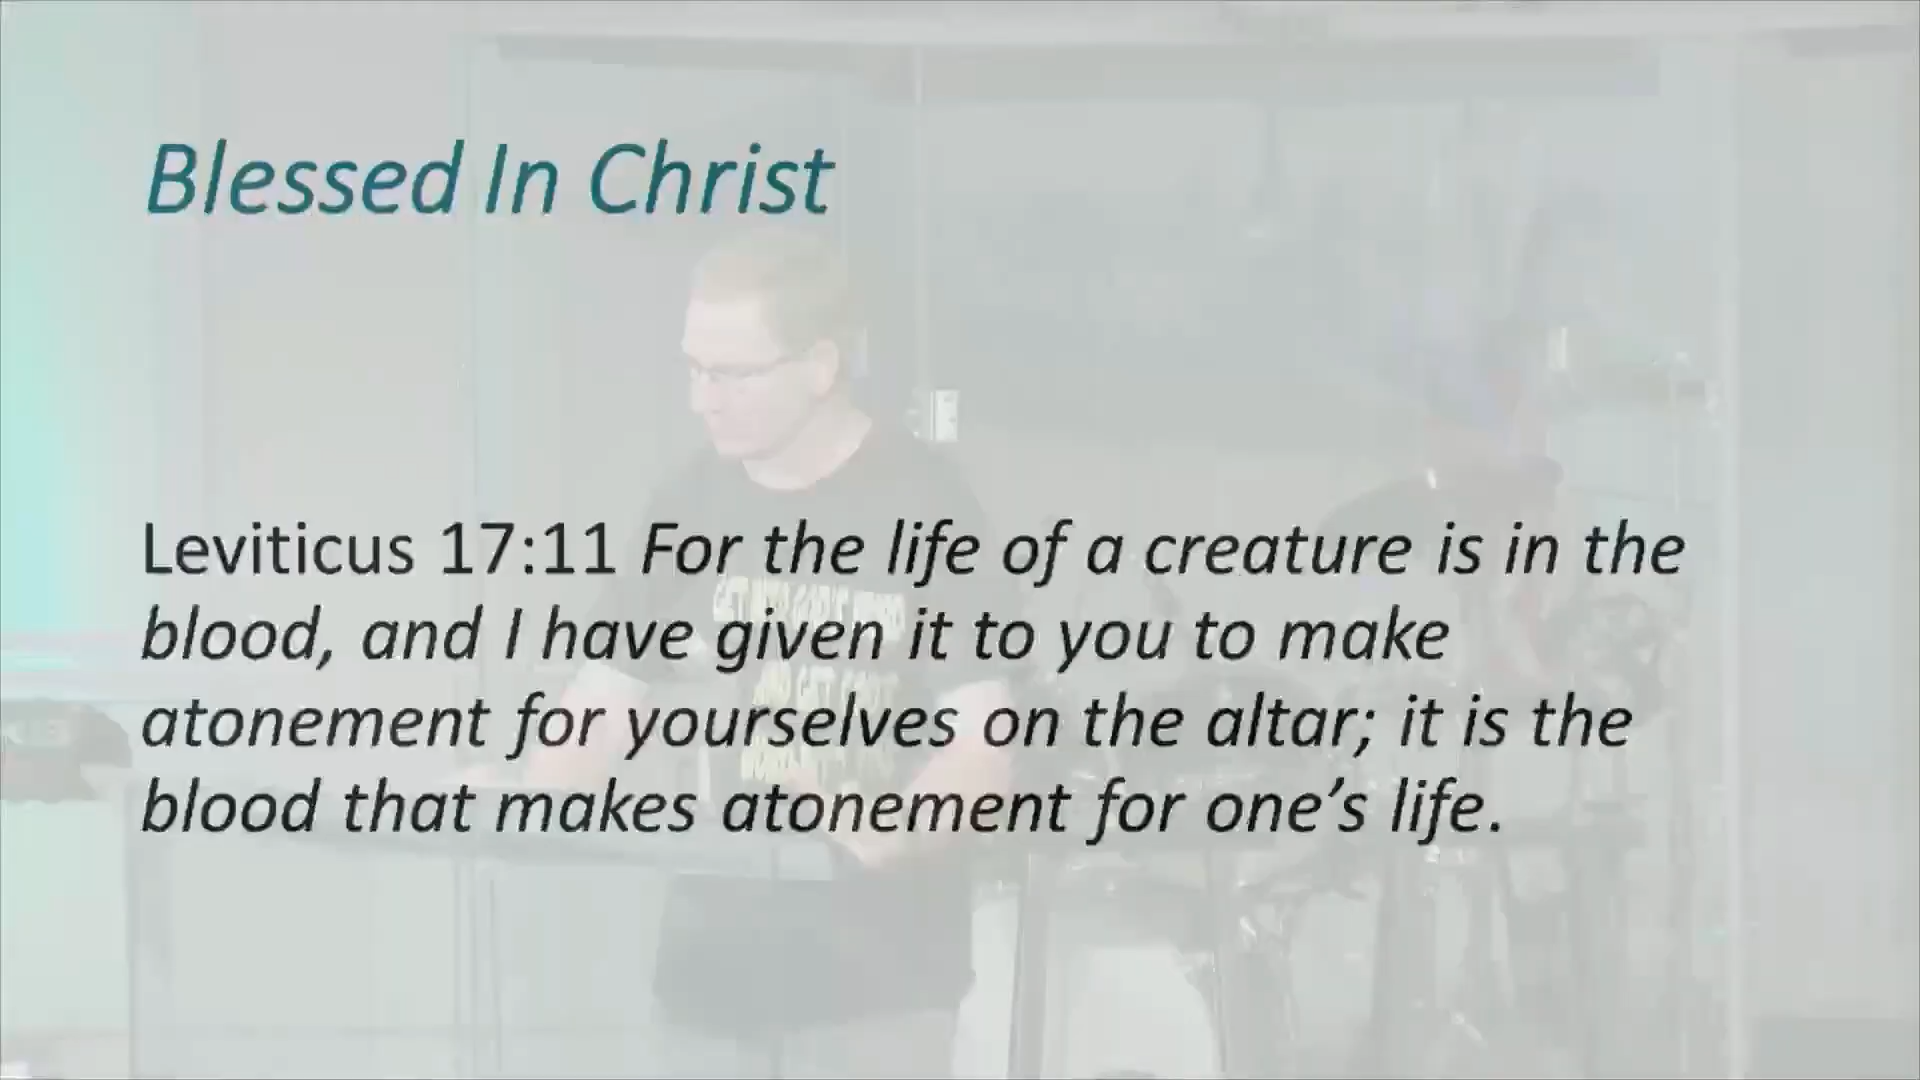 Blessed In Christ
Leviticus 17:11 For the life of a creature is in the
blood, and I have given it to you to make
atonement for yourselves on the altar; it is the
blood that makes atonement for one's life.